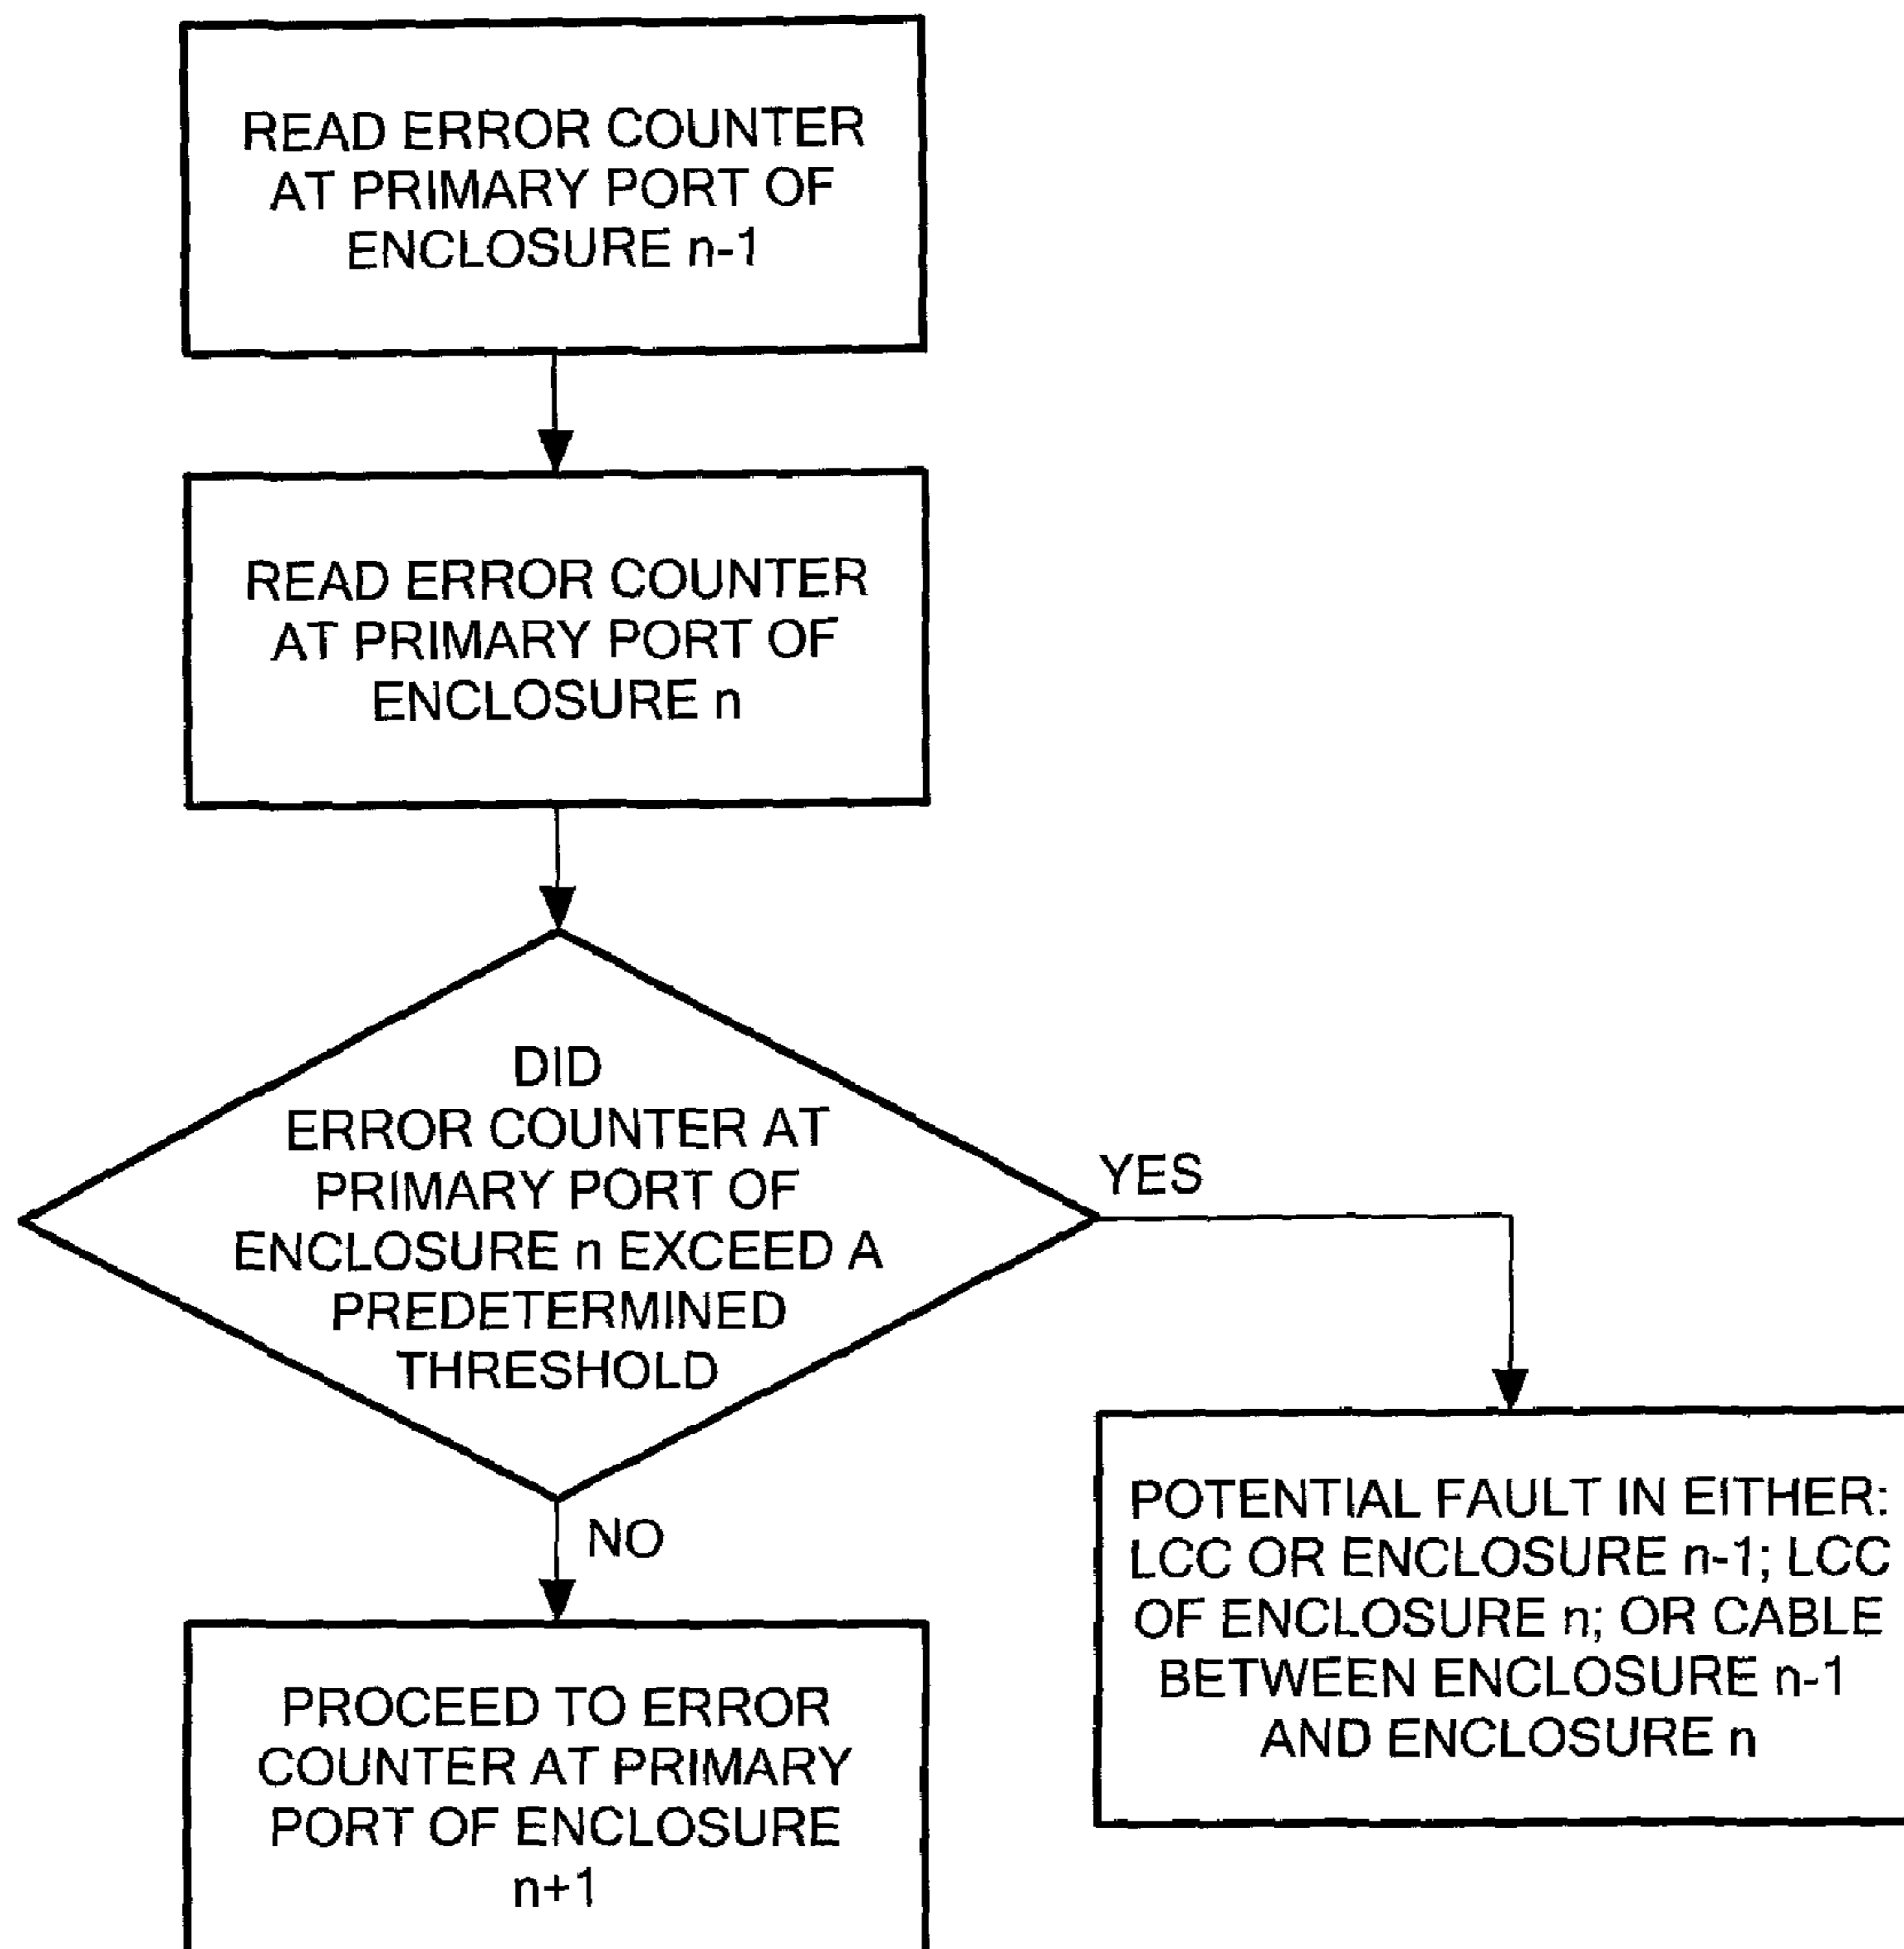 READ ERROR COUNTER
AT PRIMARY PORT OF
ENCLOSURE n-1
READ ERROR COUNTER
AT PRIMARY PORT OF
ENCLOSURE n
DID
ERROR COUNTER AT
PRIMARY PORT OF
ENCLOSURE n EXCEED A
PREDETERMINED
THRESHOLD
YES
NO
POTENTIAL FAULT IN EITHER:
LCC OR ENCLOSURE n-1; LCC
OF ENCLOSURE n; OR CABLE
BETWEEN ENCLOSURE n-1
AND ENCLOSURE n
PROCEED TO ERROR
COUNTER AT PRIMARY
PORT OF ENCLOSURE
n+1